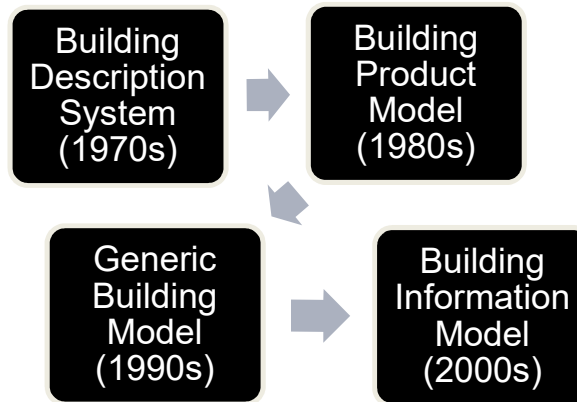 Building
Description
System
(1970s)
Building
Product
Model
(1980s)
Generic
Building
Model
(1990s)
Building
Information
Model
(2000s)